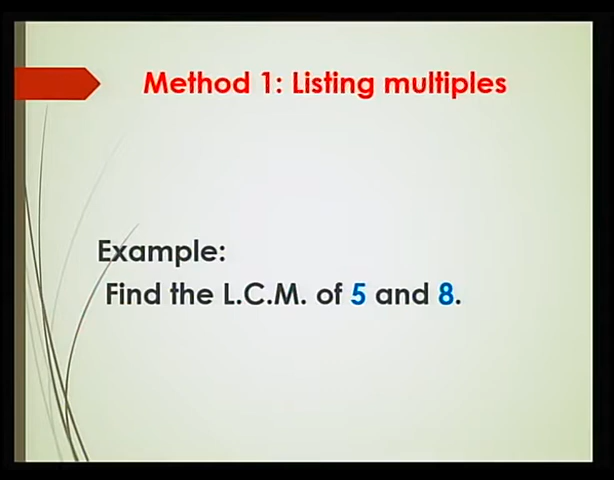 Method 1: Listing multiples
Example:
Find the L.C.M. of 5 and 8.